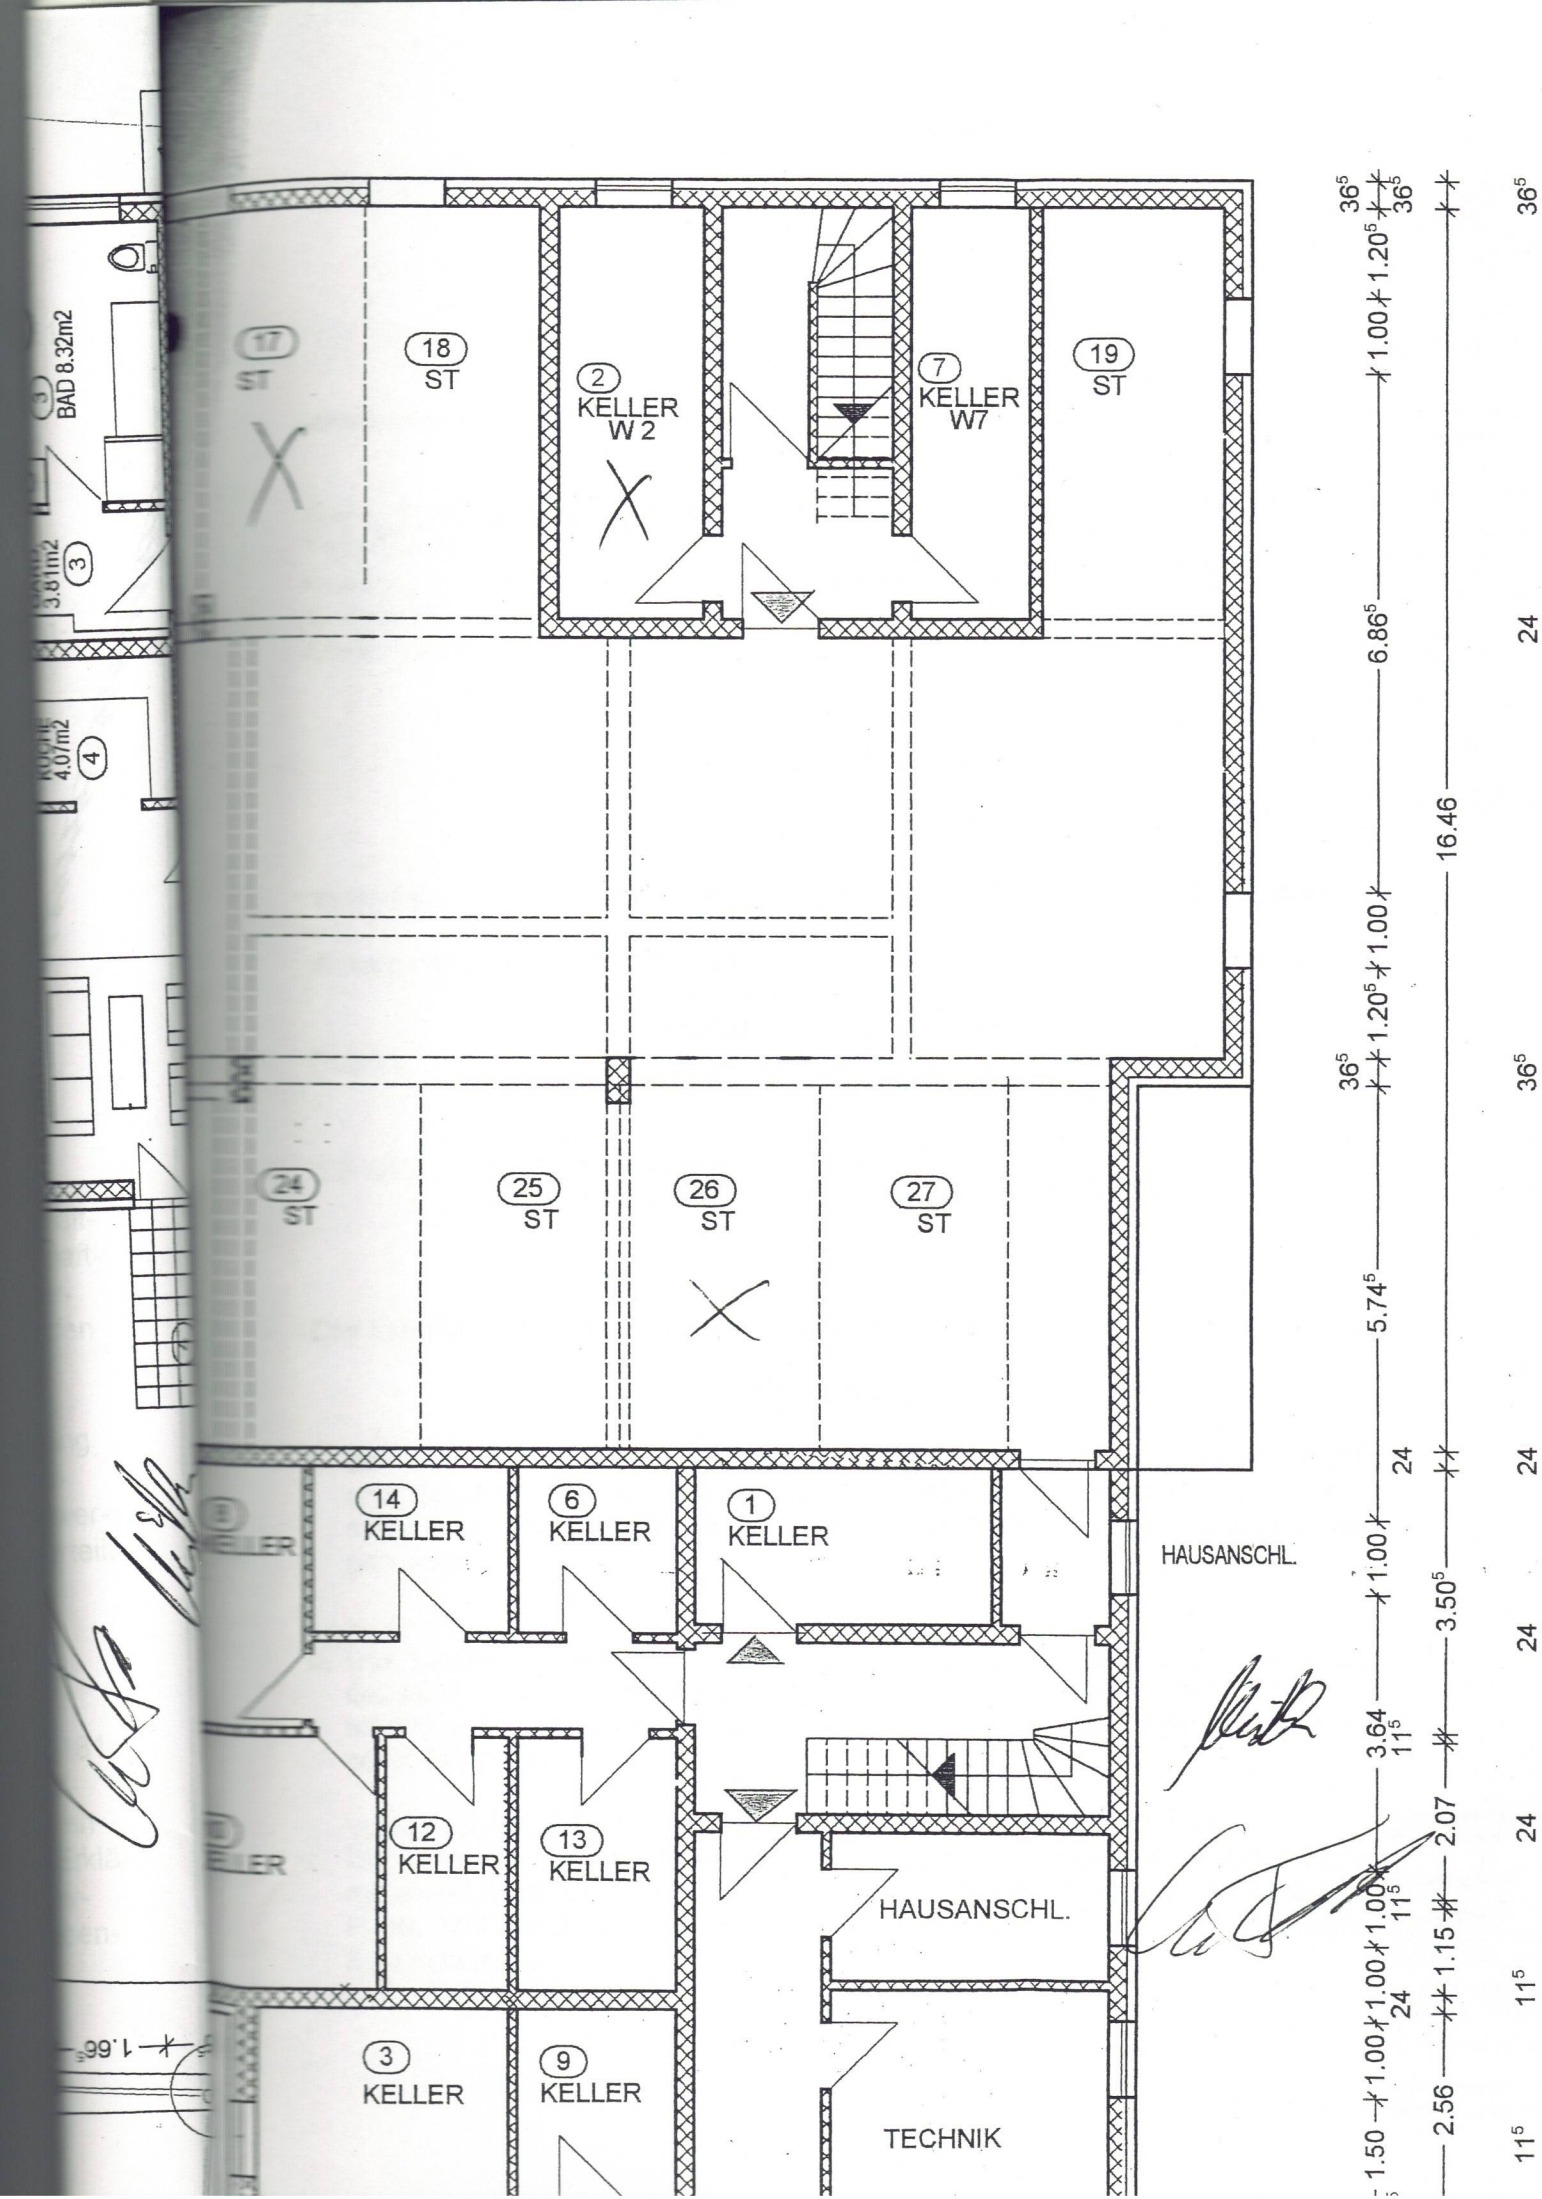 3
BAD 8.32m2
3.81m2
3
KÜCHE
4.07m2
4
17
ST
18
ST
2
KELLER
W 2
7
KELLER
W7
19
ST
24
ST
25
ST
26
ST
27
ST
14
KELLER
6
KELLER
1
KELLER
8
KELLER
HAUSANSCHL.
12
KELLER
13
KELLER
KELLER
HAUSANSCHL.
3
KELLER
9
KELLER
TECHNIK
1.66⁵
36⁵
36⁵
1.20⁵
1.00
6.86⁵
1.00
1.20⁵
36⁵
5.74⁵
24
1.00
3.64
11⁵
1.00
11⁵
1.00
24
1.00
1.50
16.46
3.50⁵
2.07
1.15
2.56
36⁵
24
36⁵
24
24
24
11⁵
11⁵